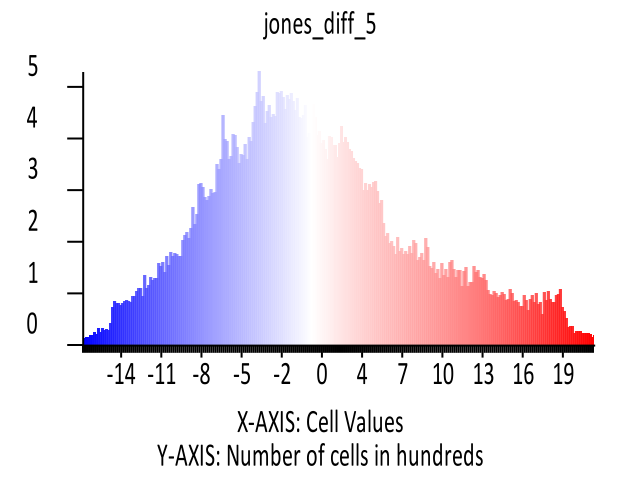 jones_diff_5
5
4
3
2
1
0
-14 -11 -8 -5 -2 0 4 7 10 13 16 19
X-AXIS: Cell Values
Y-AXIS: Number of cells in hundreds